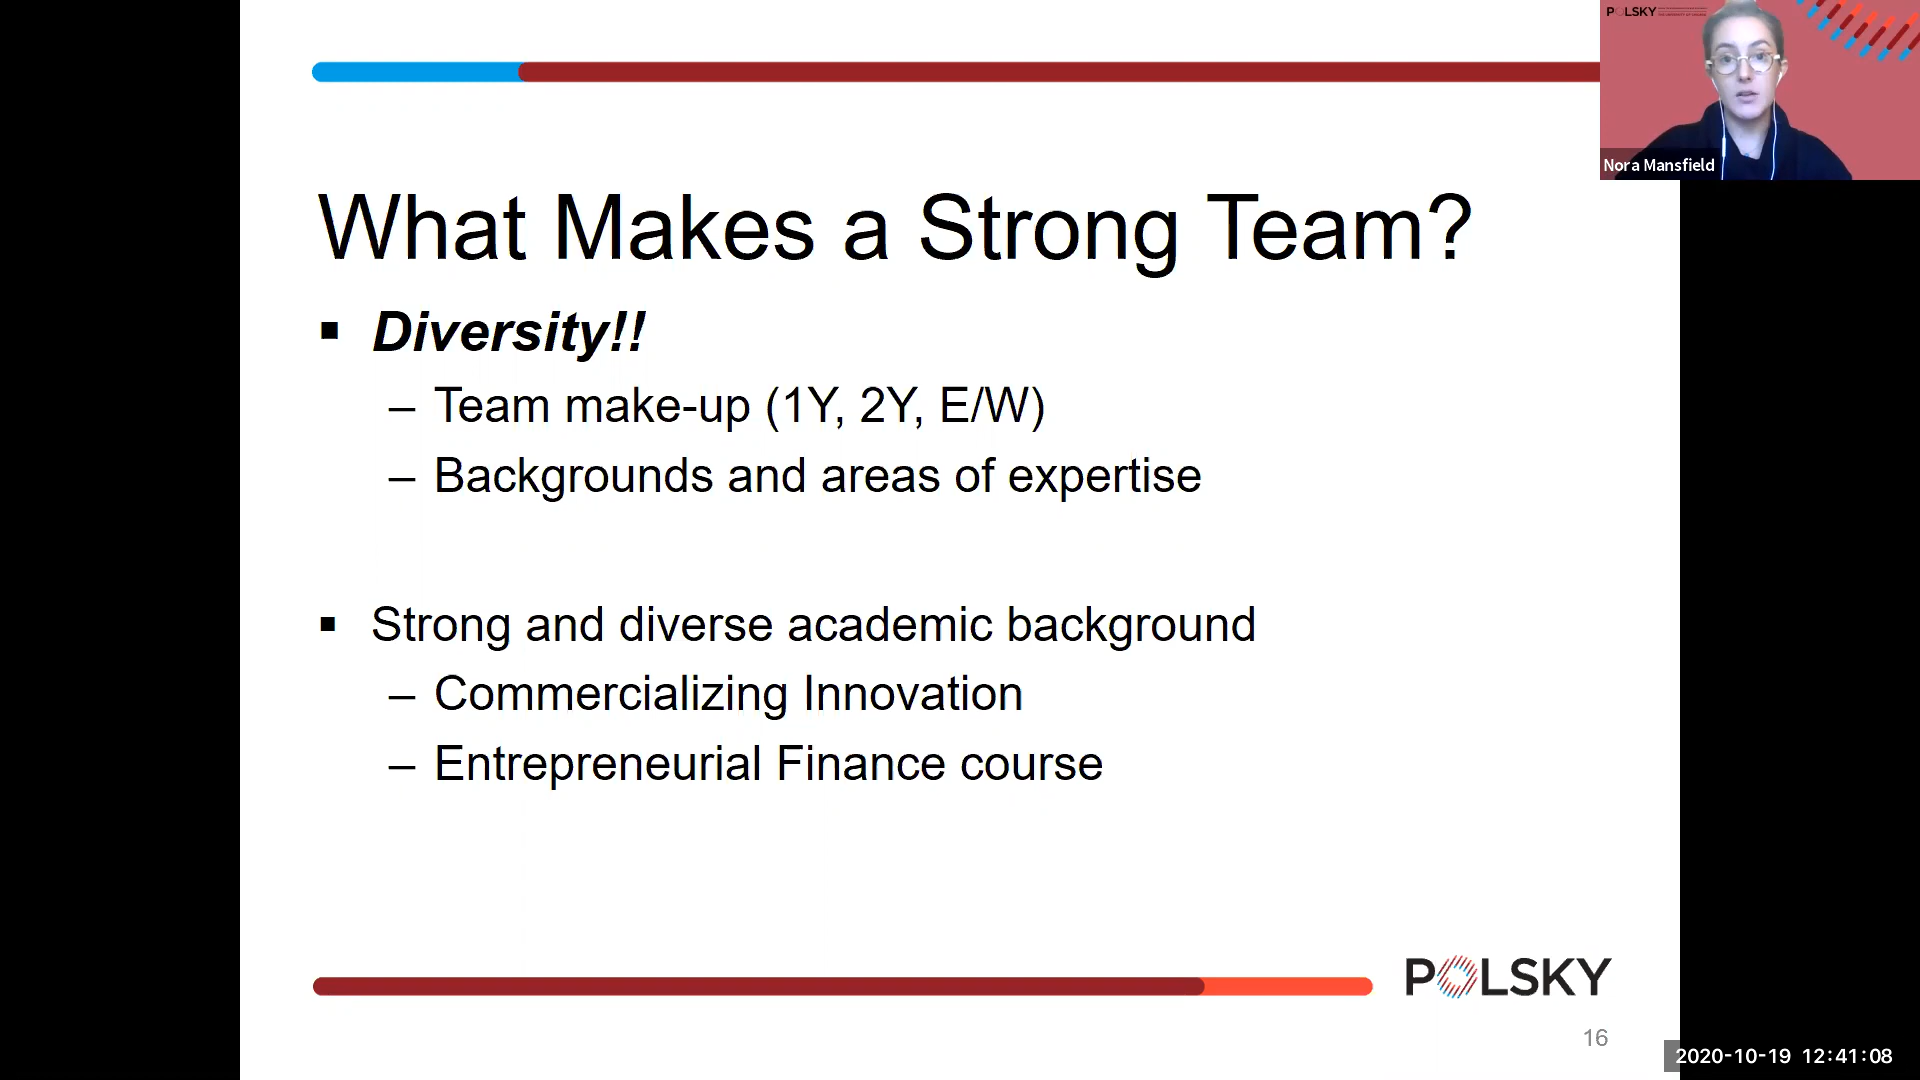 POLSKY
Nora Mansfield
What Makes a Strong Team?
▪ Diversity!!
– Team make-up (1Y, 2Y, E/W)
– Backgrounds and areas of expertise
▪ Strong and diverse academic background
– Commercializing Innovation
– Entrepreneurial Finance course
POLSKY
16
2020-10-19 12:41:08